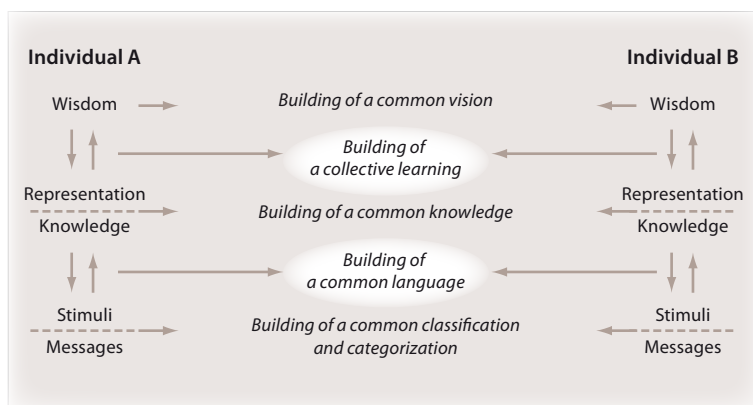 Individual A
Individual B
Wisdom
Building of a common vision
Wisdom
Building of
a collective learning
Representation
Knowledge
Building of a common knowledge
Representation
Knowledge
Building of
a common language
Stimuli
Messages
Building of a common classification
and categorization
Stimuli
Messages